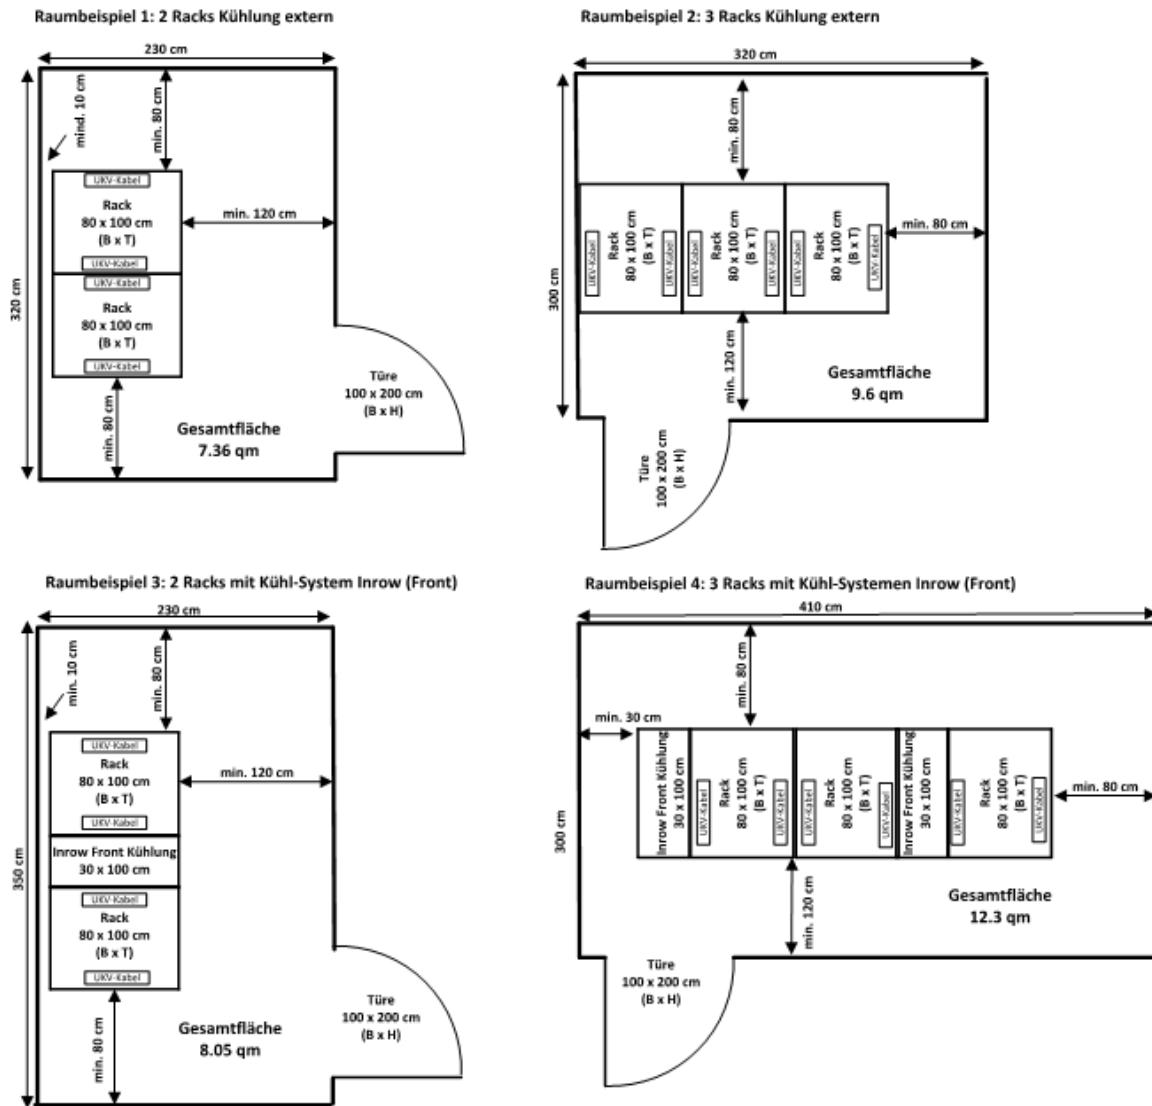 Raumbeispiel 1: 2 Racks Kühlung extern
230 cm
mind. 10 cm
min. 80 cm
UKV-Kabel
Rack
80 x 100 cm
(B x T)
UKV-Kabel
min. 120 cm
UKV-Kabel
Rack
80 x 100 cm
(B x T)
UKV-Kabel
320 cm
min. 80 cm
Türe
100 x 200 cm
(B x H)
Gesamtfläche
7.36 qm
Raumbeispiel 2: 3 Racks Kühlung extern
320 cm
min. 80 cm
300 cm
UKV-Kabel
Rack
80 x 100 cm
(B x T)
UKV-Kabel
UKV-Kabel
Rack
80 x 100 cm
(B x T)
UKV-Kabel
UKV-Kabel
Rack
80 x 100 cm
(B x T)
UKV-Kabel
min. 80 cm
min. 120 cm
Gesamtfläche
9.6 qm
Türe
100 x 200 cm
(B x H)
Raumbeispiel 3: 2 Racks mit Kühl-System Inrow (Front)
230 cm
min. 10 cm
min. 80 cm
UKV-Kabel
Rack
80 x 100 cm
(B x T)
UKV-Kabel
min. 120 cm
Inrow Front Kühlung
30 x 100 cm
350 cm
UKV-Kabel
Rack
80 x 100 cm
(B x T)
UKV-Kabel
min. 80 cm
Türe
100 x 200 cm
(B x H)
Gesamtfläche
8.05 qm
Raumbeispiel 4: 3 Racks mit Kühl-Systemen Inrow (Front)
410 cm
min. 80 cm
min. 30 cm
300 cm
Inrow Front Kühlung
30 x 100 cm
UKV-Kabel
Rack
80 x 100 cm
(B x T)
UKV-Kabel
UKV-Kabel
Rack
80 x 100 cm
(B x T)
UKV-Kabel
Inrow Front Kühlung
30 x 100 cm
UKV-Kabel
Rack
80 x 100 cm
(B x T)
UKV-Kabel
min. 80 cm
min. 120 cm
Gesamtfläche
12.3 qm
Türe
100 x 200 cm
(B x H)